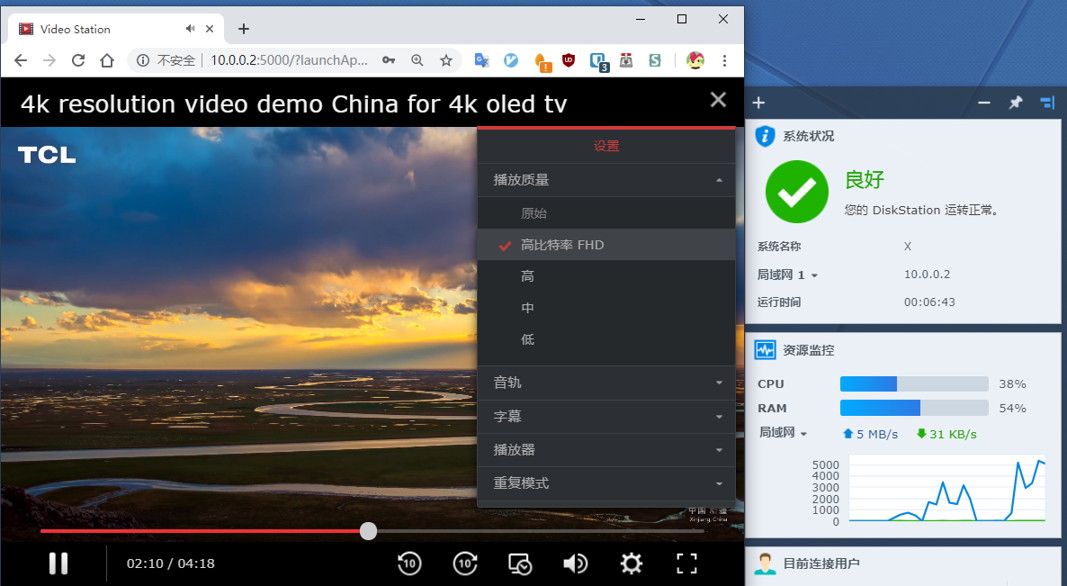 Video Station
不安全 10.0.0.2:5000/?launchAp...
3
4k resolution video demo China for 4k oled tv
TCL
设置
播放质量
原始
高比特率 FHD
高
中
低
音轨
字幕
播放器
重复模式
中国 新疆
Xinjiang, China
02:10 / 04:18
10
10
系统状况
良好
您的 DiskStation 运转正常。
系统名称 X
局域网 1 10.0.0.2
运行时间 00:06:43
资源监控
CPU 38%
RAM 54%
局域网 5 MB/s 31 KB/s
5000
4000
3000
2000
1000
0
目前连接用户